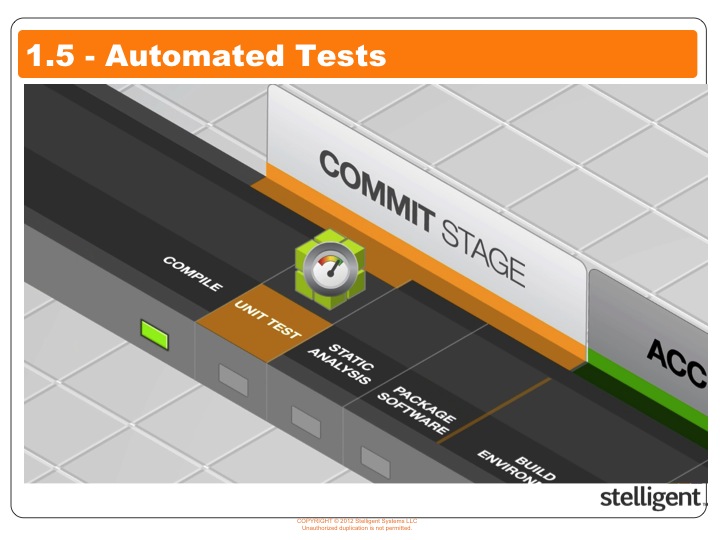 1.5 - Automated Tests
COMMIT STAGE
ACC
COMPILE
UNIT TEST
STATIC
ANALYSIS
PACKAGE
SOFTWARE
BUILD
ENVIRON
stelligent
COPYRIGHT © 2012 Stelligent Systems LLC
Unauthorized duplication is not permitted.